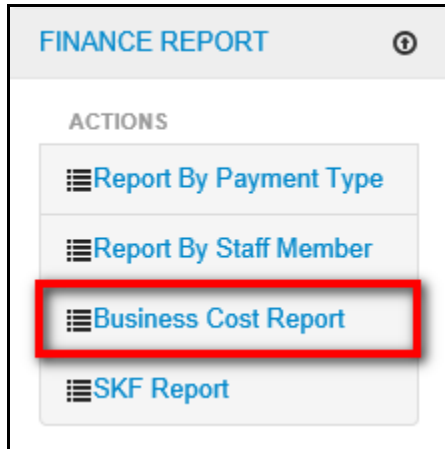 FINANCE REPORT
ACTIONS
Report By Payment Type
Report By Staff Member
Business Cost Report
SKF Report